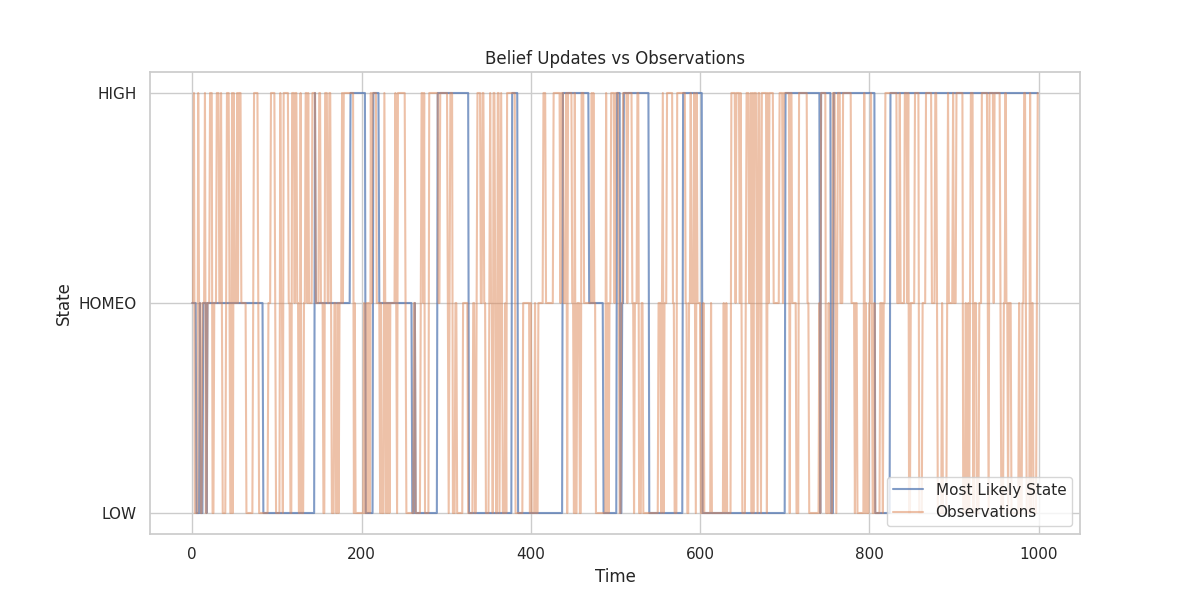 Belief Updates vs Observations
HIGH
HOMEO
LOW
State
0
200
400
600
800
1000
Time
Most Likely State
Observations